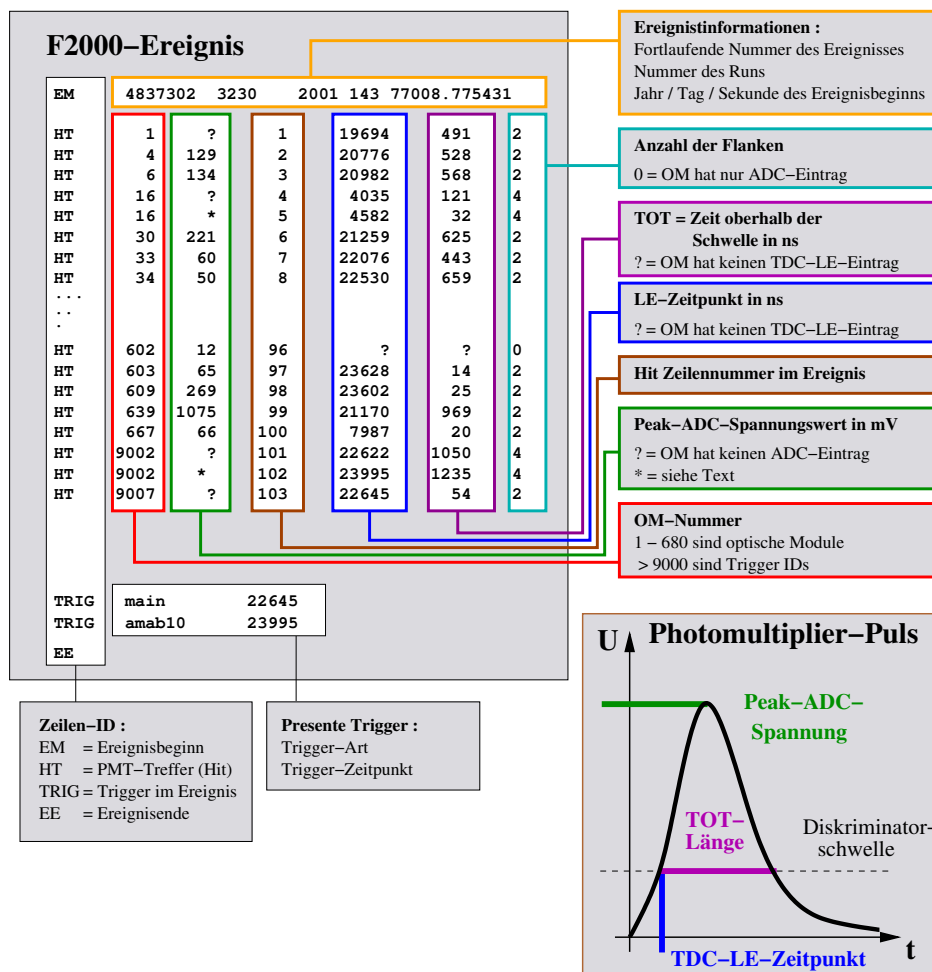 F2000−Ereignis
EM 4837302 3230 2001 143 77008.775431
HT 1 ? 1 19694 491 2
HT 4 129 2 20776 528 2
HT 6 134 3 20982 568 2
HT 16 ? 4 4035 121 4
HT 16 * 5 4582 32 4
HT 30 221 6 21259 625 2
HT 33 60 7 22076 443 2
HT 34 50 8 22530 659 2
...
..
.
HT 602 12 96 ? ? 0
HT 603 65 97 23628 14 2
HT 609 269 98 23602 25 2
HT 639 1075 99 21170 969 2
HT 667 66 100 7987 20 2
HT 9002 ? 101 22622 1050 4
HT 9002 * 102 23995 1235 4
HT 9007 ? 103 22645 54 2
TRIG main 22645
TRIG amab10 23995
EE
Ereignistinformationen :
Fortlaufende Nummer des Ereignisses
Nummer des Runs
Jahr / Tag / Sekunde des Ereignisbeginns
Anzahl der Flanken
0 = OM hat nur ADC−Eintrag
TOT = Zeit oberhalb der
Schwelle in ns
? = OM hat keinen TDC−LE−Eintrag
LE−Zeitpunkt in ns
? = OM hat keinen TDC−LE−Eintrag
Hit Zeilennummer im Ereignis
Peak−ADC−Spannungswert in mV
? = OM hat keinen ADC−Eintrag
* = siehe Text
OM−Nummer
1 − 680 sind optische Module
> 9000 sind Trigger IDs
Zeilen−ID :
EM = Ereignisbeginn
HT = PMT−Treffer (Hit)
TRIG = Trigger im Ereignis
EE = Ereignisende
Presente Trigger :
Trigger−Art
Trigger−Zeitpunkt
U Photomultiplier−Puls
Peak−ADC−
Spannung
TOT−
Länge
Diskriminator−
schwelle
t
TDC−LE−Zeitpunkt